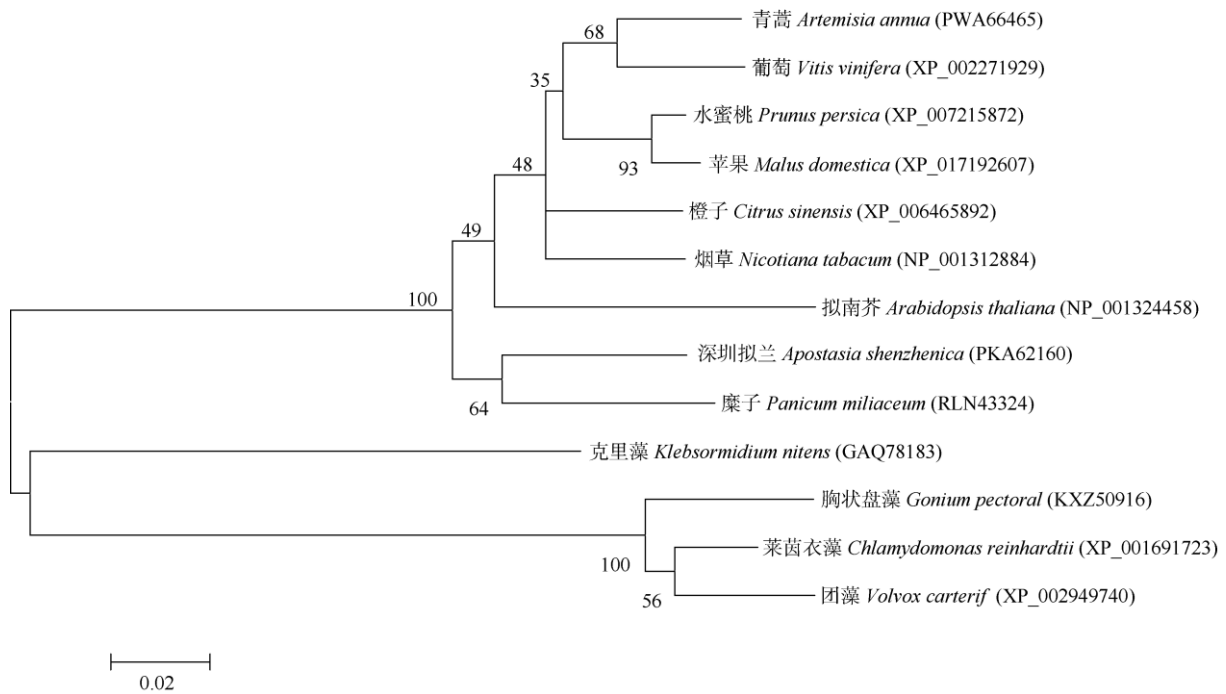 青蒿 Artemisia annua (PWA66465)
68
葡萄 Vitis vinifera (XP_002271929)
35
水蜜桃 Prunus persica (XP_007215872)
93
苹果 Malus domestica (XP_017192607)
48
橙子 Citrus sinensis (XP_006465892)
49
烟草 Nicotiana tabacum (NP_001312884)
100
拟南芥 Arabidopsis thaliana (NP_001324458)
深圳拟兰 Apostasia shenzhenica (PKA62160)
64
糜子 Panicum miliaceum (RLN43324)
克里藻 Klebsormidium nitens (GAQ78183)
胸状盘藻 Gonium pectoral (KXZ50916)
莱茵衣藻 Chlamydomonas reinhardtii (XP_001691723)
100
56
团藻 Volvox carterif (XP_002949740)
0.02